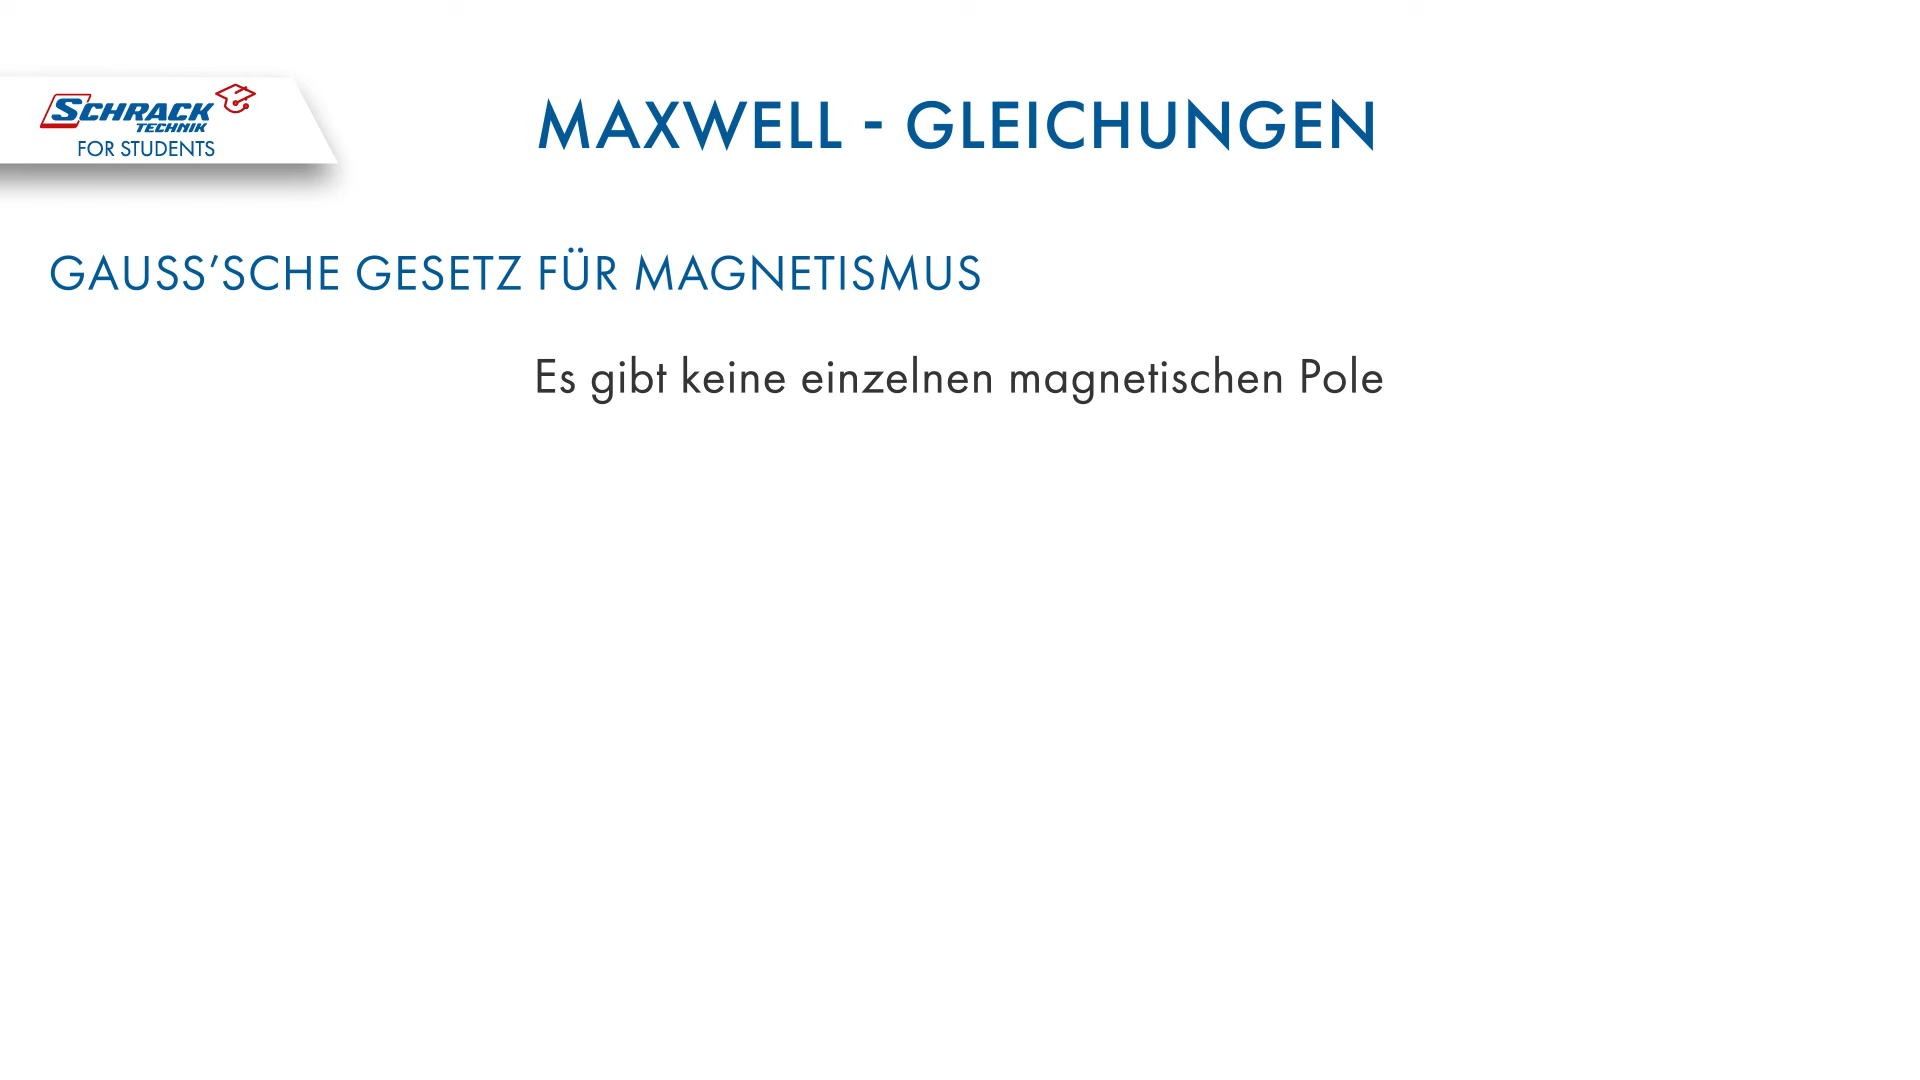 SCHRACK
TECHNIK
FOR STUDENTS
MAXWELL - GLEICHUNGEN
GAUSS’SCHE GESETZ FÜR MAGNETISMUS
Es gibt keine einzelnen magnetischen Pole